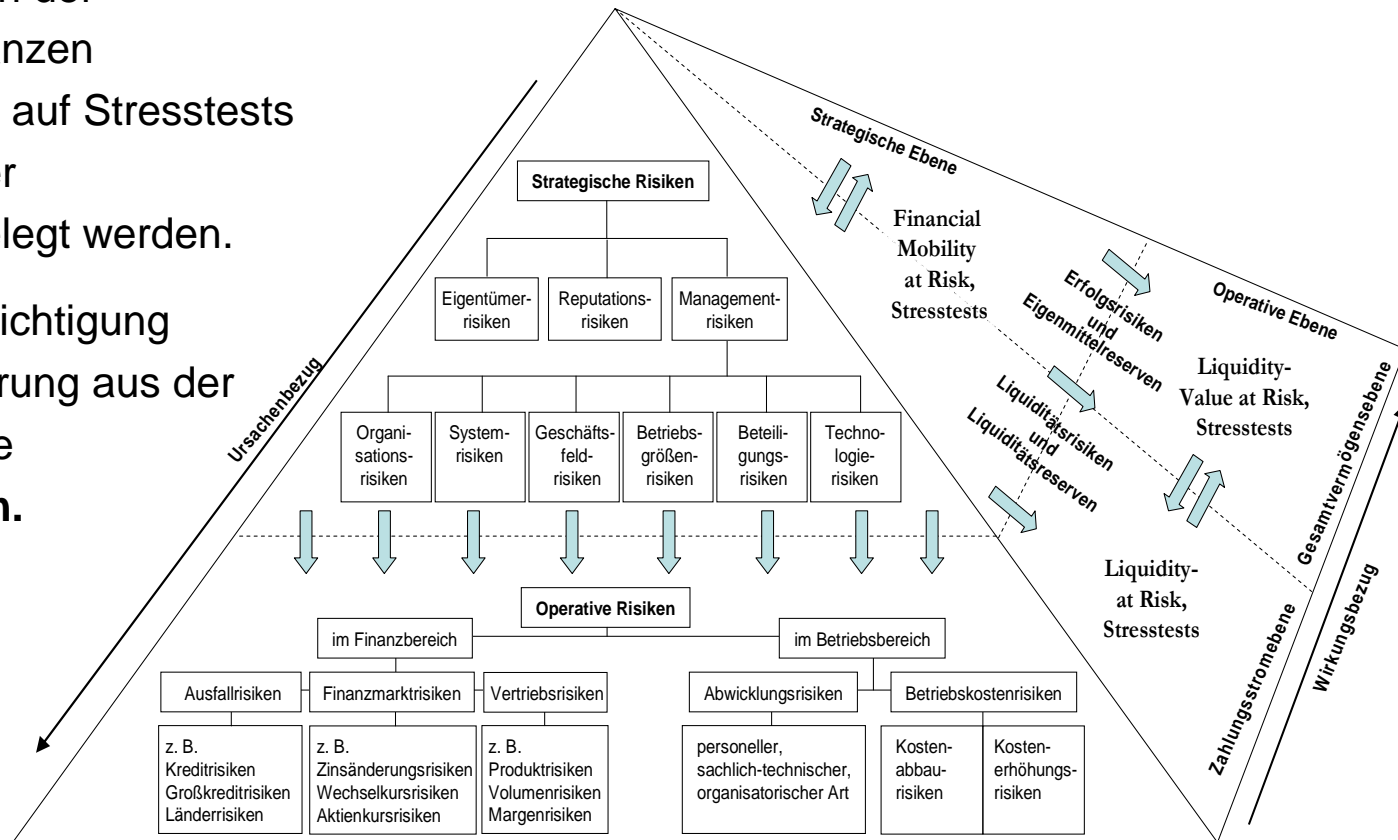 anzen
auf Stresstests
legt werden.
ichtigung
rung aus der
Ursachenbezug
Strategische Risiken
Eigentümer-
risiken
Reputations-
risiken
Management-
risiken
Organi-
sations-
risiken
System-
risiken
Geschäfts-
feld-
risiken
Betriebs-
größen-
risiken
Beteili-
gungs-
risiken
Techno-
logie-
risiken
Operative Risiken
im Finanzbereich
im Betriebsbereich
Ausfallrisiken
Finanzmarktrisiken
Vertriebsrisiken
Abwicklungsrisiken
Betriebskostenrisiken
z. B.
Kreditrisiken
Großkreditrisiken
Länderrisiken
z. B.
Zinsänderungsrisiken
Wechselkursrisiken
Aktienkursrisiken
z. B.
Produktrisiken
Volumenrisiken
Margenrisiken
personeller,
sachlich-technischer,
organisatorischer Art
Kosten-
abbau-
risiken
Kosten-
erhöhungs-
risiken
Strategische Ebene
Financial
Mobility
at Risk,
Stresstests
Erfolgsrisiken
und
Eigenmittelreserven
Operative Ebene
Liquidity-
Value at Risk,
Stresstests
Liquiditätsrisiken
und
Liquiditätsreserven
Liquidity-
at Risk,
Stresstests
Gesamtvermögensebene
Zahlungsstromebene
Wirkungsbezug